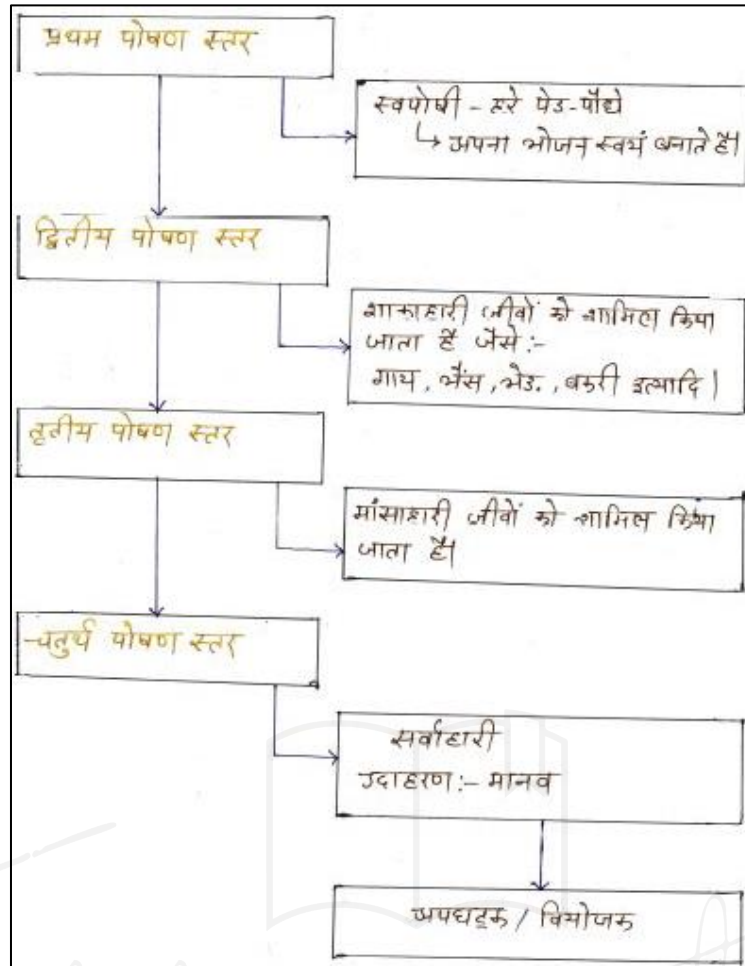 प्रथम पोषण स्तर
स्वपोषी - हरे पेड-पौधे
↳ अपना भोजन स्वयं बनाते है।
द्वितीय पोषण स्तर
शाकाहारी जीवों को शामिल किया
जाता है जैसे:-
गाय, भैंस, भेड., बकरी इत्यादि।
तृतीय पोषण स्तर
मांसाहारी जीवों को शामिल किया
जाता है।
चतुर्थ पोषण स्तर
सर्वाहारी
उदाहरण:- मानव
अपघट्क / वियोजक